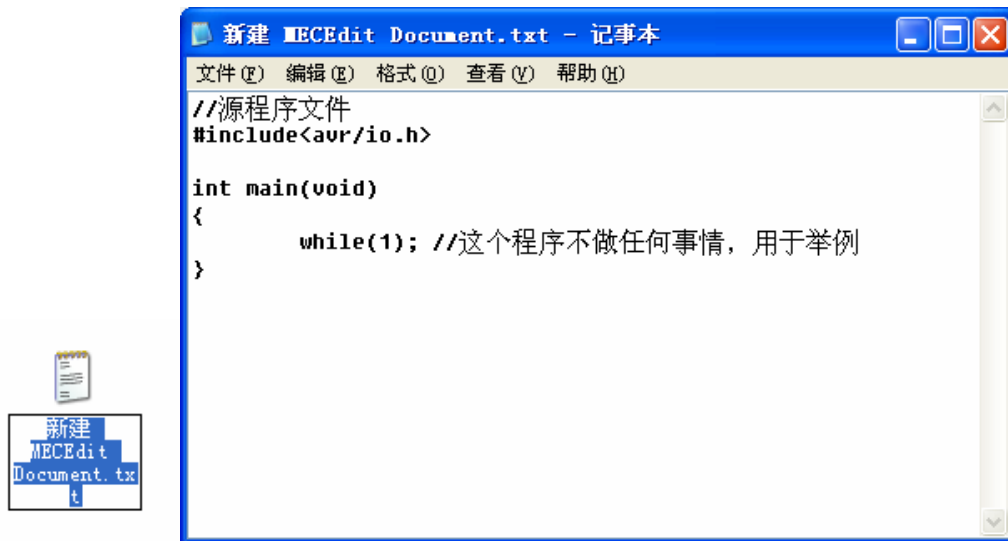 新建 MECEdit Document.txt - 记事本
文件(F) 编辑(E) 格式(O) 查看(V) 帮助(H)
//源程序文件
#include<avr/io.h>
int main(void)
{
while(1); //这个程序不做任何事情，用于举例
}
新建
MECEdit
Document.tx
t